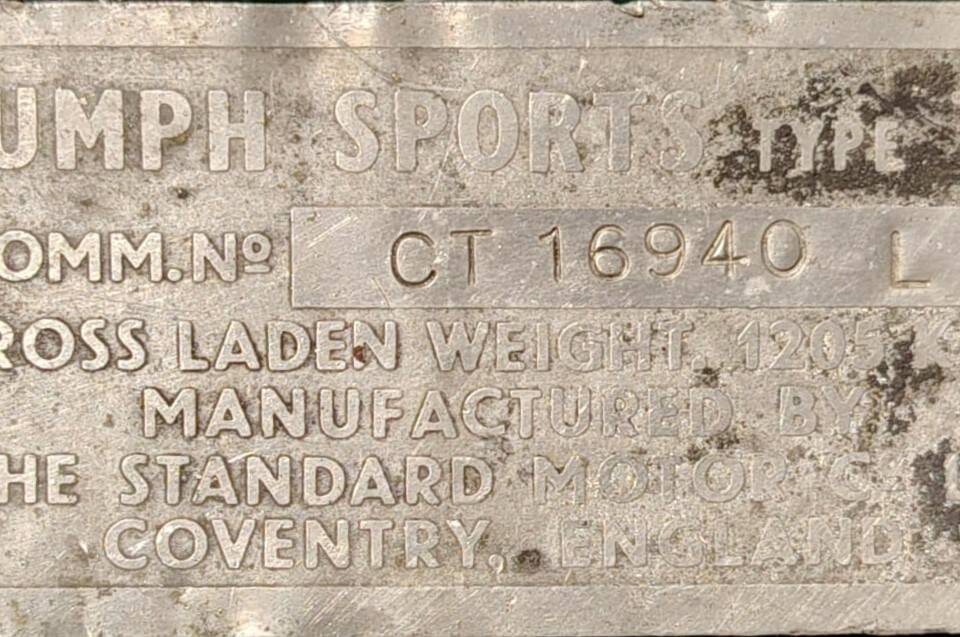 UMPH SPORTS TYPE
OMM. Nº CT 16940 L
ROSS LADEN WEIGHT. 1205 K
MANUFACTURED BY
HE STANDARD MOTOR C
COVENTRY, ENGLAND